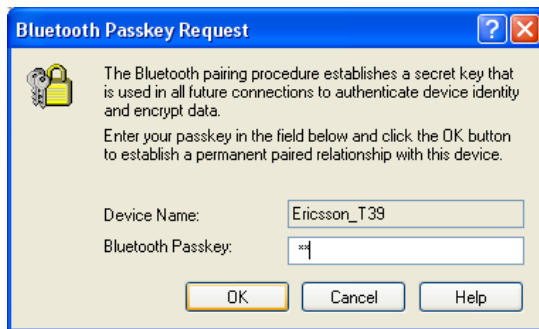 Bluetooth Passkey Request
The Bluetooth pairing procedure establishes a secret key that
is used in all future connections to authenticate device identity
and encrypt data.
Enter your passkey in the field below and click the OK button
to establish a permanent paired relationship with this device.
Device Name: Ericsson_T39
Bluetooth Passkey: **
OK Cancel Help